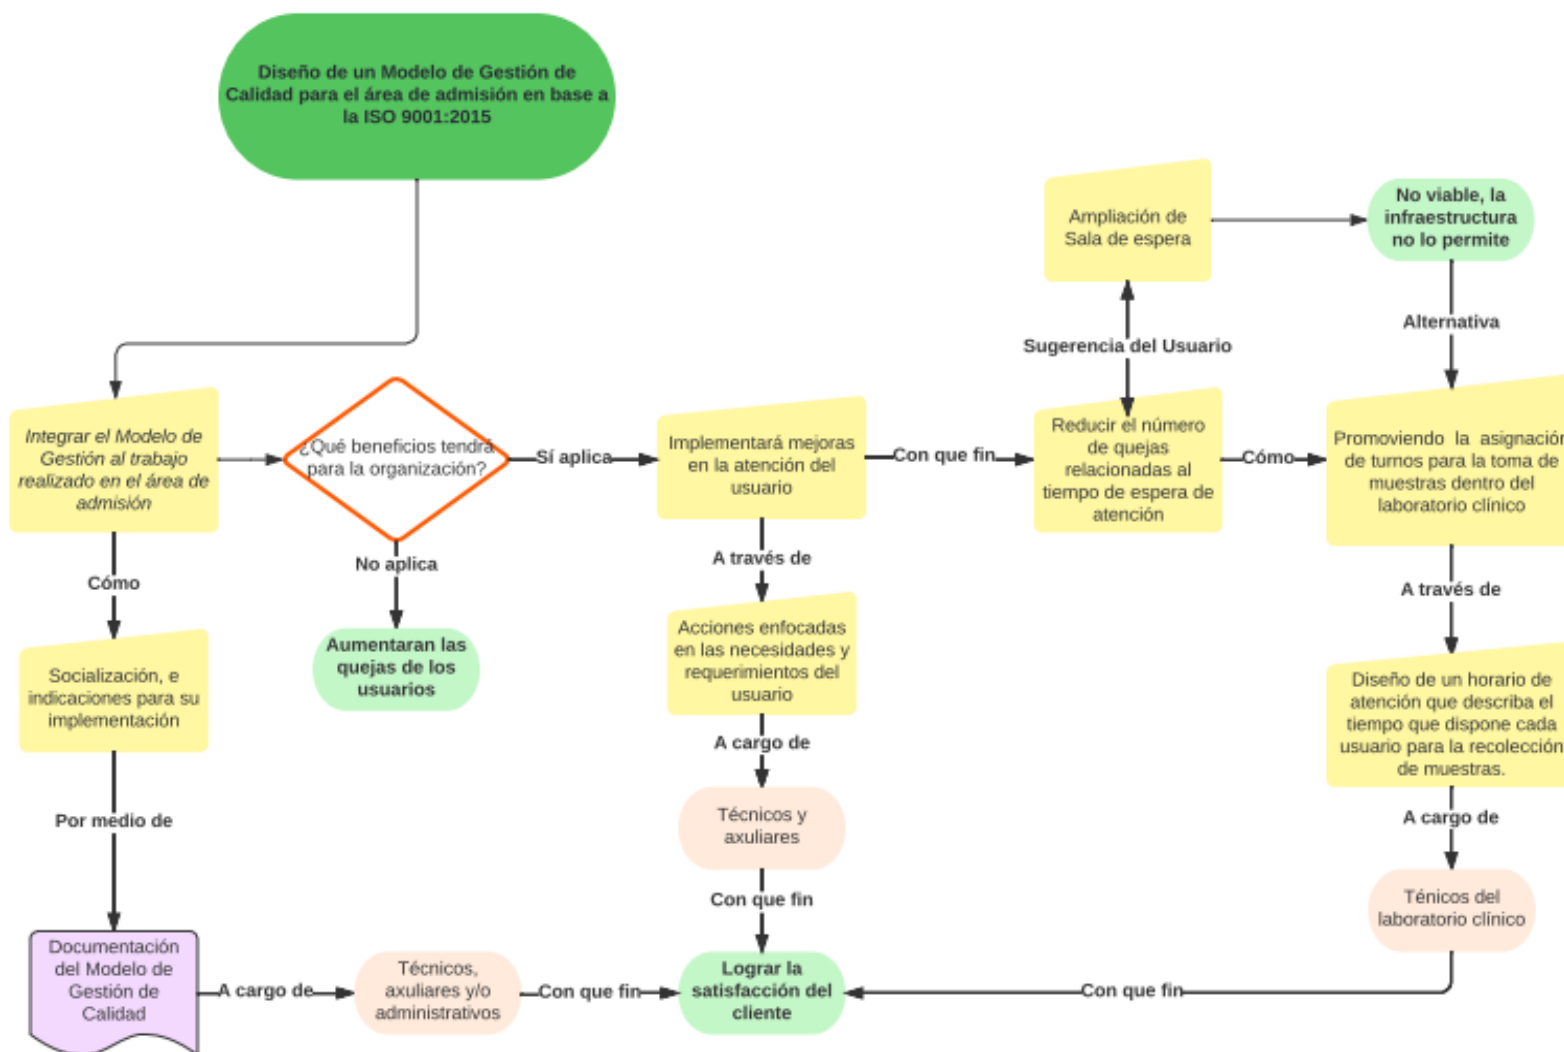 Diseño de un Modelo de Gestión de
Calidad para el área de admisión en base a
la ISO 9001:2015
Ampliación de
Sala de espera
No viable, la
infraestructura
no lo permite
Sugerencia del Usuario
Alternativa
Integrar el Modelo de
Gestión al trabajo
realizado en el área de
admisión
¿Qué beneficios tendrá
para la organización?
Sí aplica
Implementará mejoras
en la atención del
usuario
Con que fin
Reducir el número
de quejas
relacionadas al
tiempo de espera de
atención
Cómo
Promoviendo la asignación
de turnos para la toma de
muestras dentro del
laboratorio clínico
Cómo
No aplica
A través de
A través de
Socialización, e
indicaciones para su
implementación
Aumentaran las
quejas de los
usuarios
Acciones enfocadas
en las necesidades y
requerimientos del
usuario
Diseño de un horario de
atención que describa el
tiempo que dispone cada
usuario para la recolección
de muestras.
Por medio de
A cargo de
A cargo de
Técnicos y
axuliares
Con que fin
Ténicos del
laboratorio clínico
Documentación
del Modelo de
Gestión de
Calidad
A cargo de
Técnicos,
axuliares y/o
administrativos
Con que fin
Lograr la
satisfacción del
cliente
Con que fin